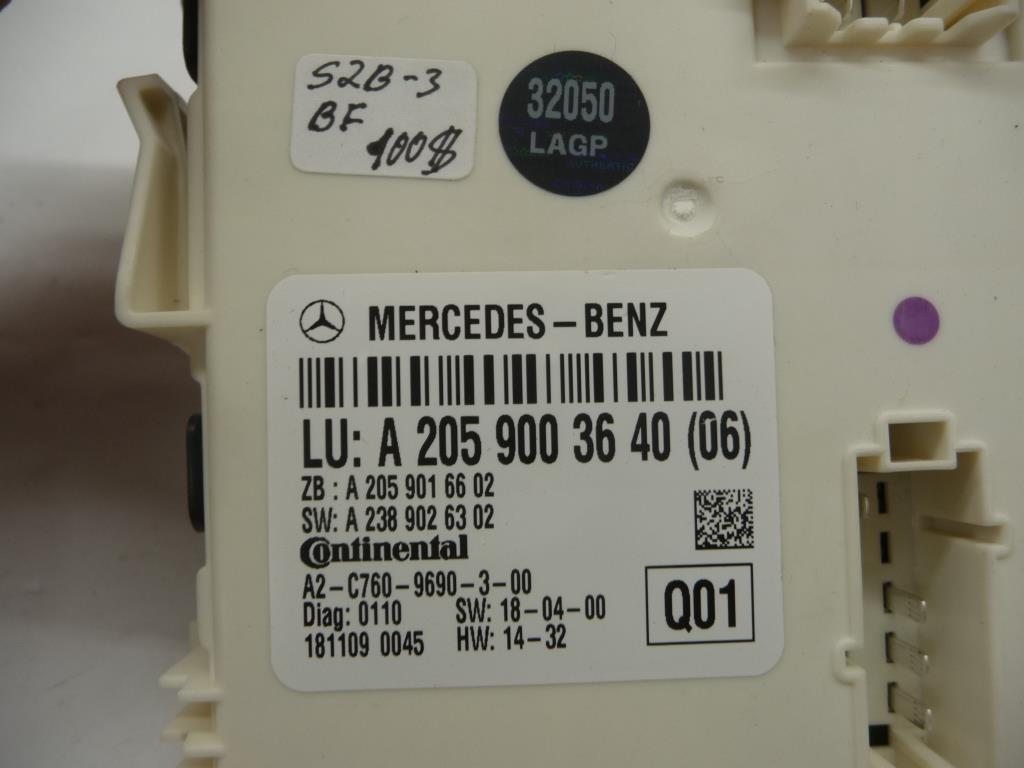 S2B-3
BF
100$
32050
LAGP
AUTHENTIC
MERCEDES-BENZ
LU: A 205 900 36 40 (06)
ZB : A 205 901 66 02
SW: A 238 902 63 02
Continental
A2-C760-9690-3-00
Diag: 0110 SW: 18-04-00
181109 0045 HW: 14-32
Q01